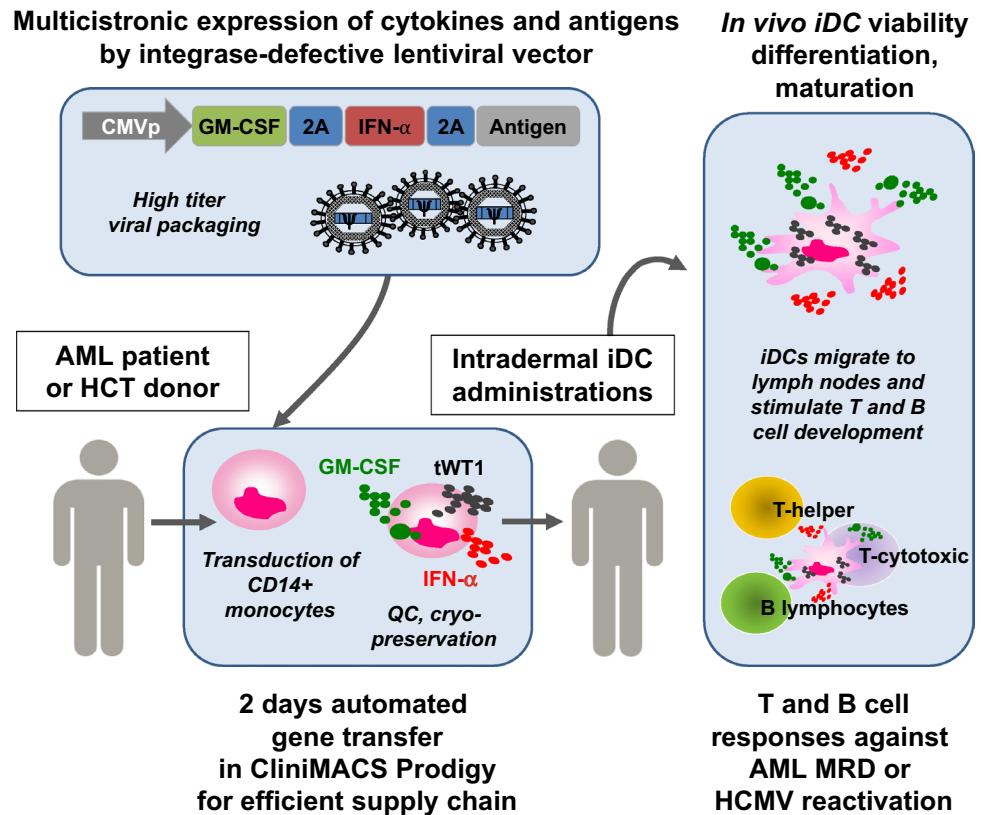 Multicistronic expression of cytokines and antigens
by integrase-defective lentiviral vector
CMVp GM-CSF 2A IFN-α 2A Antigen
High titer
viral packaging
Ψ Ψ Ψ
AML patient
or HCT donor
Intradermal iDC
administrations
GM-CSF tWT1
IFN-α
Transduction of
CD14+
monocytes
QC, cryo-
preservation
2 days automated
gene transfer
in CliniMACS Prodigy
for efficient supply chain
In vivo iDC viability
differentiation,
maturation
iDCs migrate to
lymph nodes and
stimulate T and B
cell development
T-helper
T-cytotoxic
B lymphocytes
T and B cell
responses against
AML MRD or
HCMV reactivation